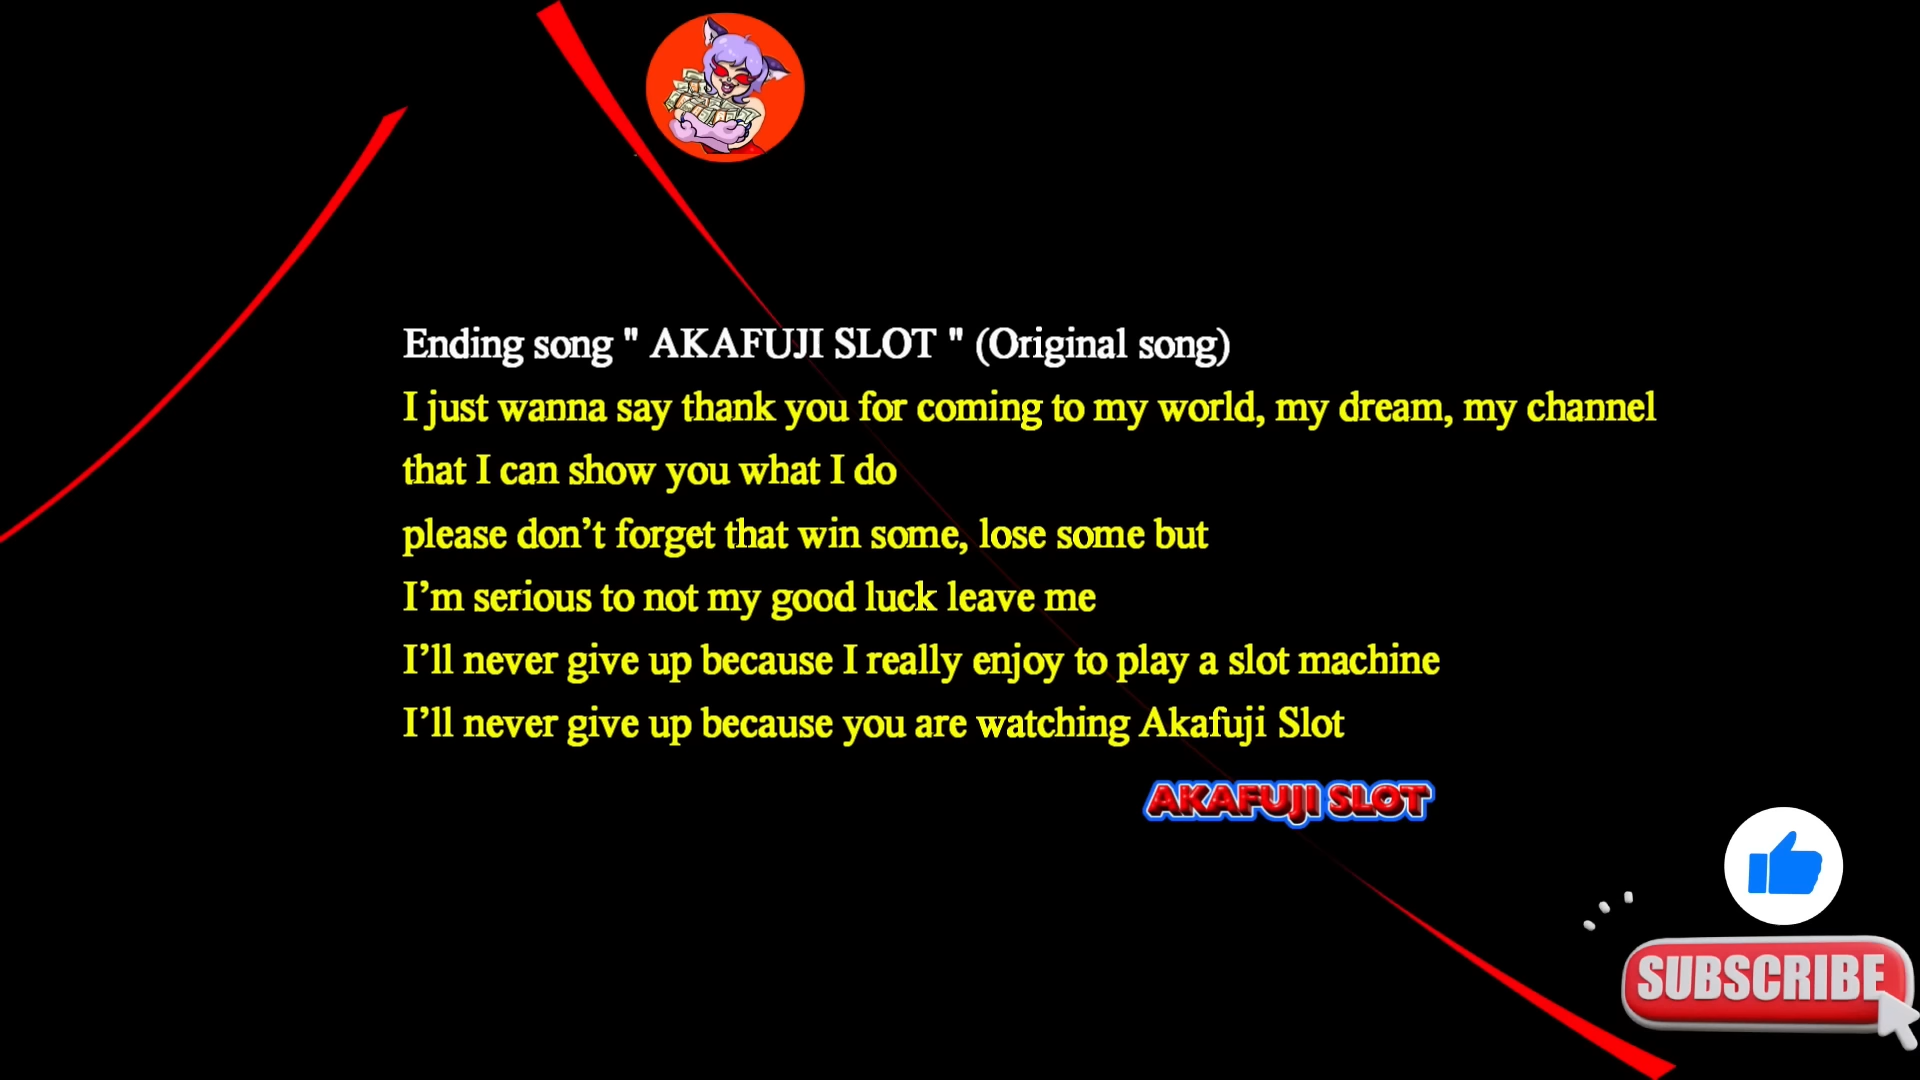 Ending song " AKAFUJI SLOT " (Original song)
I just wanna say thank you for coming to my world, my dream, my channel
that I can show you what I do
please don’t forget that win some, lose some but
I’m serious to not my good luck leave me
I’ll never give up because I really enjoy to play a slot machine
I’ll never give up because you are watching Akafuji Slot
AKAFUJI SLOT
SUBSCRIBE